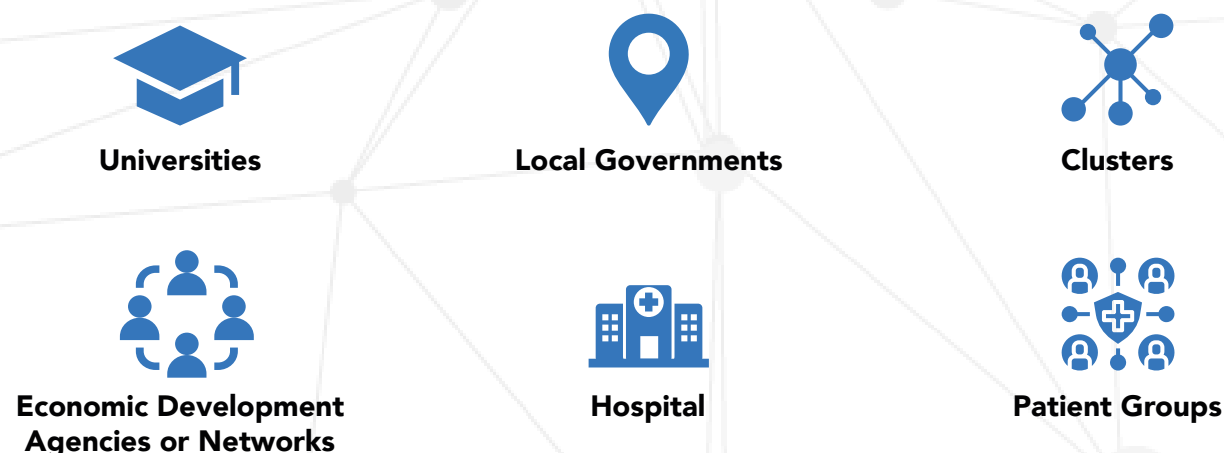 Universities
Local Governments
Clusters
Economic Development
Agencies or Networks
Hospital
Patient Groups